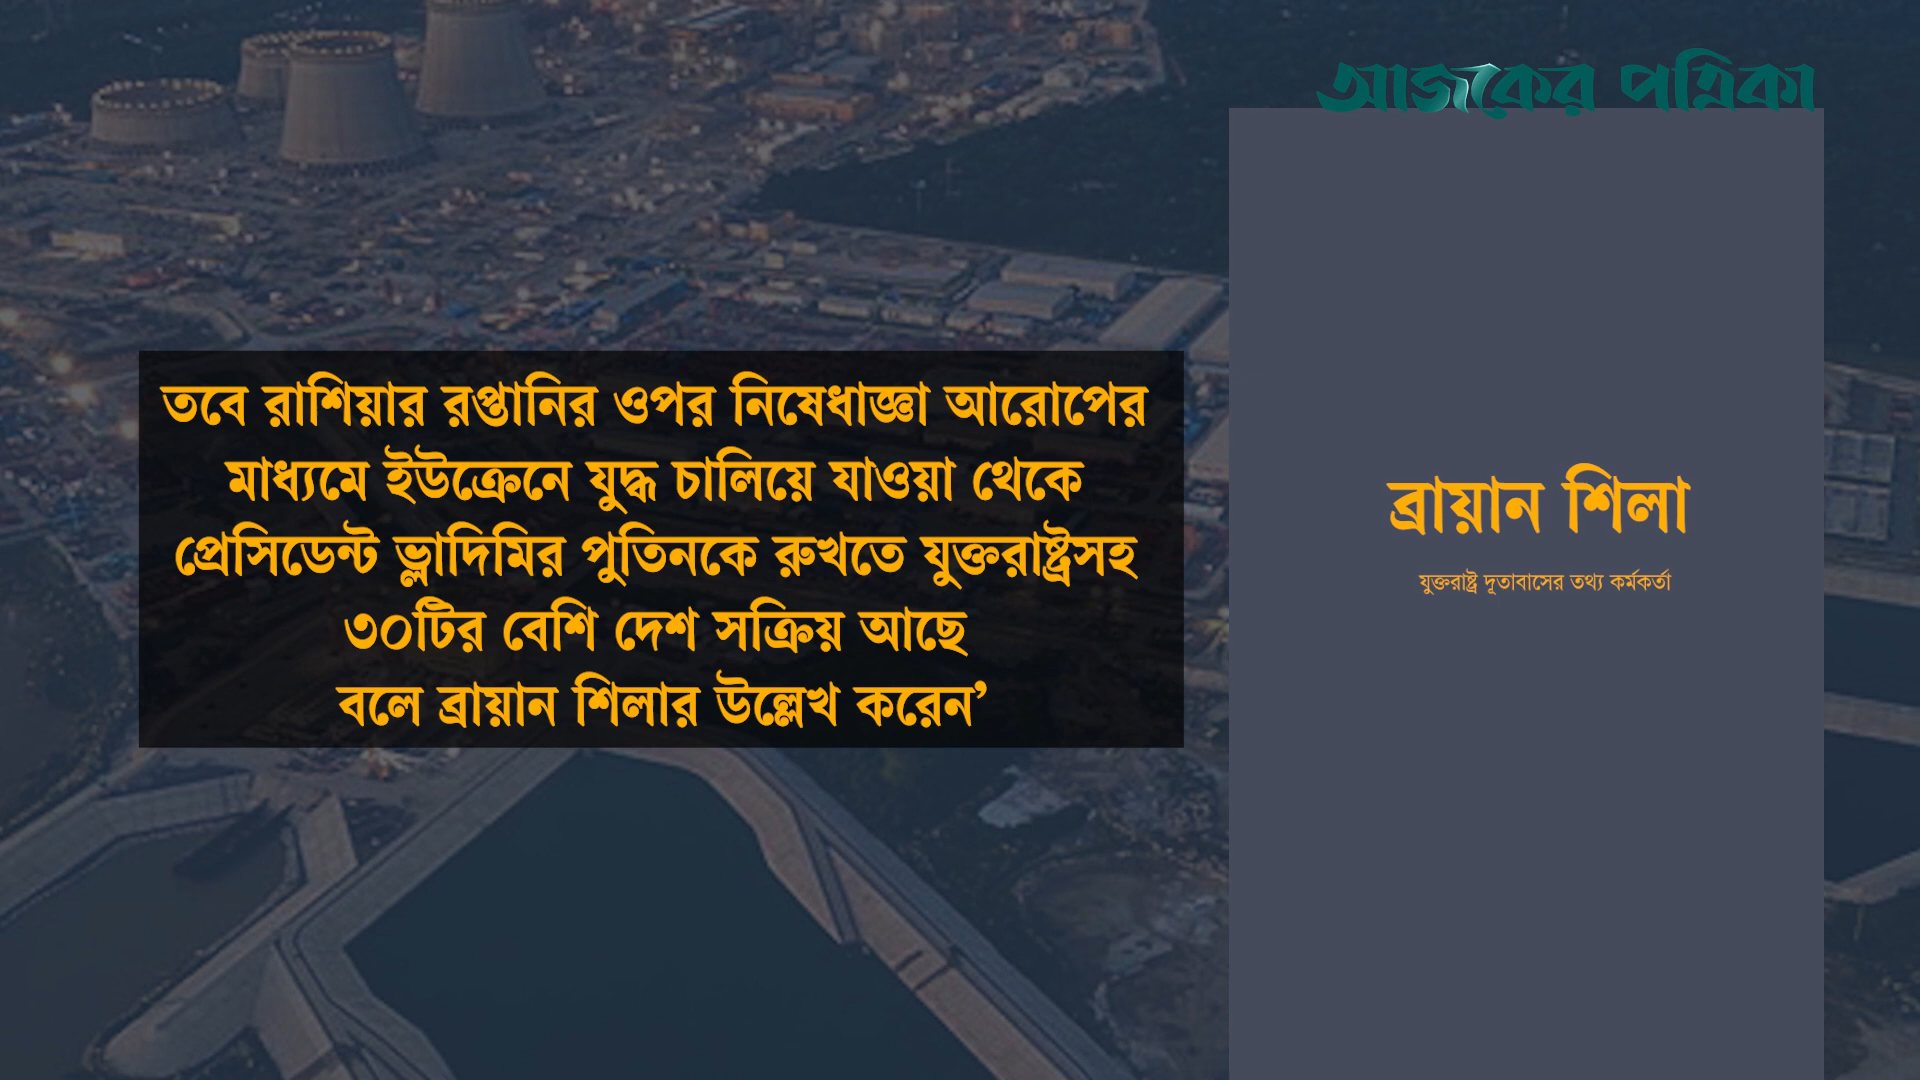 আজকের পত্রিকা
তবে রাশিয়ার রপ্তানির ওপর নিষেধাজ্ঞা আরোপের
মাধ্যমে ইউক্রেনে যুদ্ধ চালিয়ে যাওয়া থেকে
প্রেসিডেন্ট ভ্লাদিমির পুতিনকে রুখতে যুক্তরাষ্ট্রসহ
৩০টির বেশি দেশ সক্রিয় আছে
বলে ব্রায়ান শিলার উল্লেখ করেন’
ব্রায়ান শিলা
যুক্তরাষ্ট্র দূতাবাসের তথ্য কর্মকর্তা